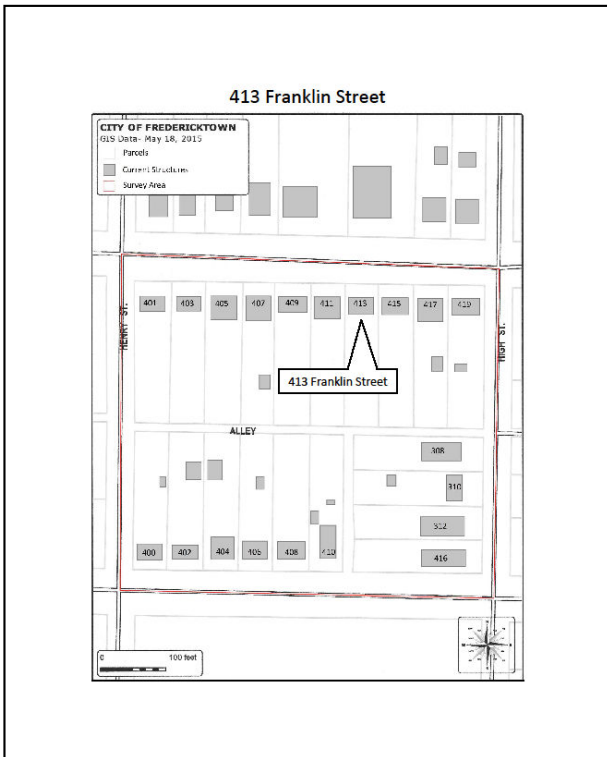 413 Franklin Street
CITY OF FREDERICKTOWN
GIS Data- May 18, 2015
Parcels
Current Structures
Survey Area
HENRY ST.
HIGH ST.
401 403 405 407 409 411 413 415 417 419
413 Franklin Street
ALLEY
308
310
312
400 402 404 406 408 410 416
0 100 feet